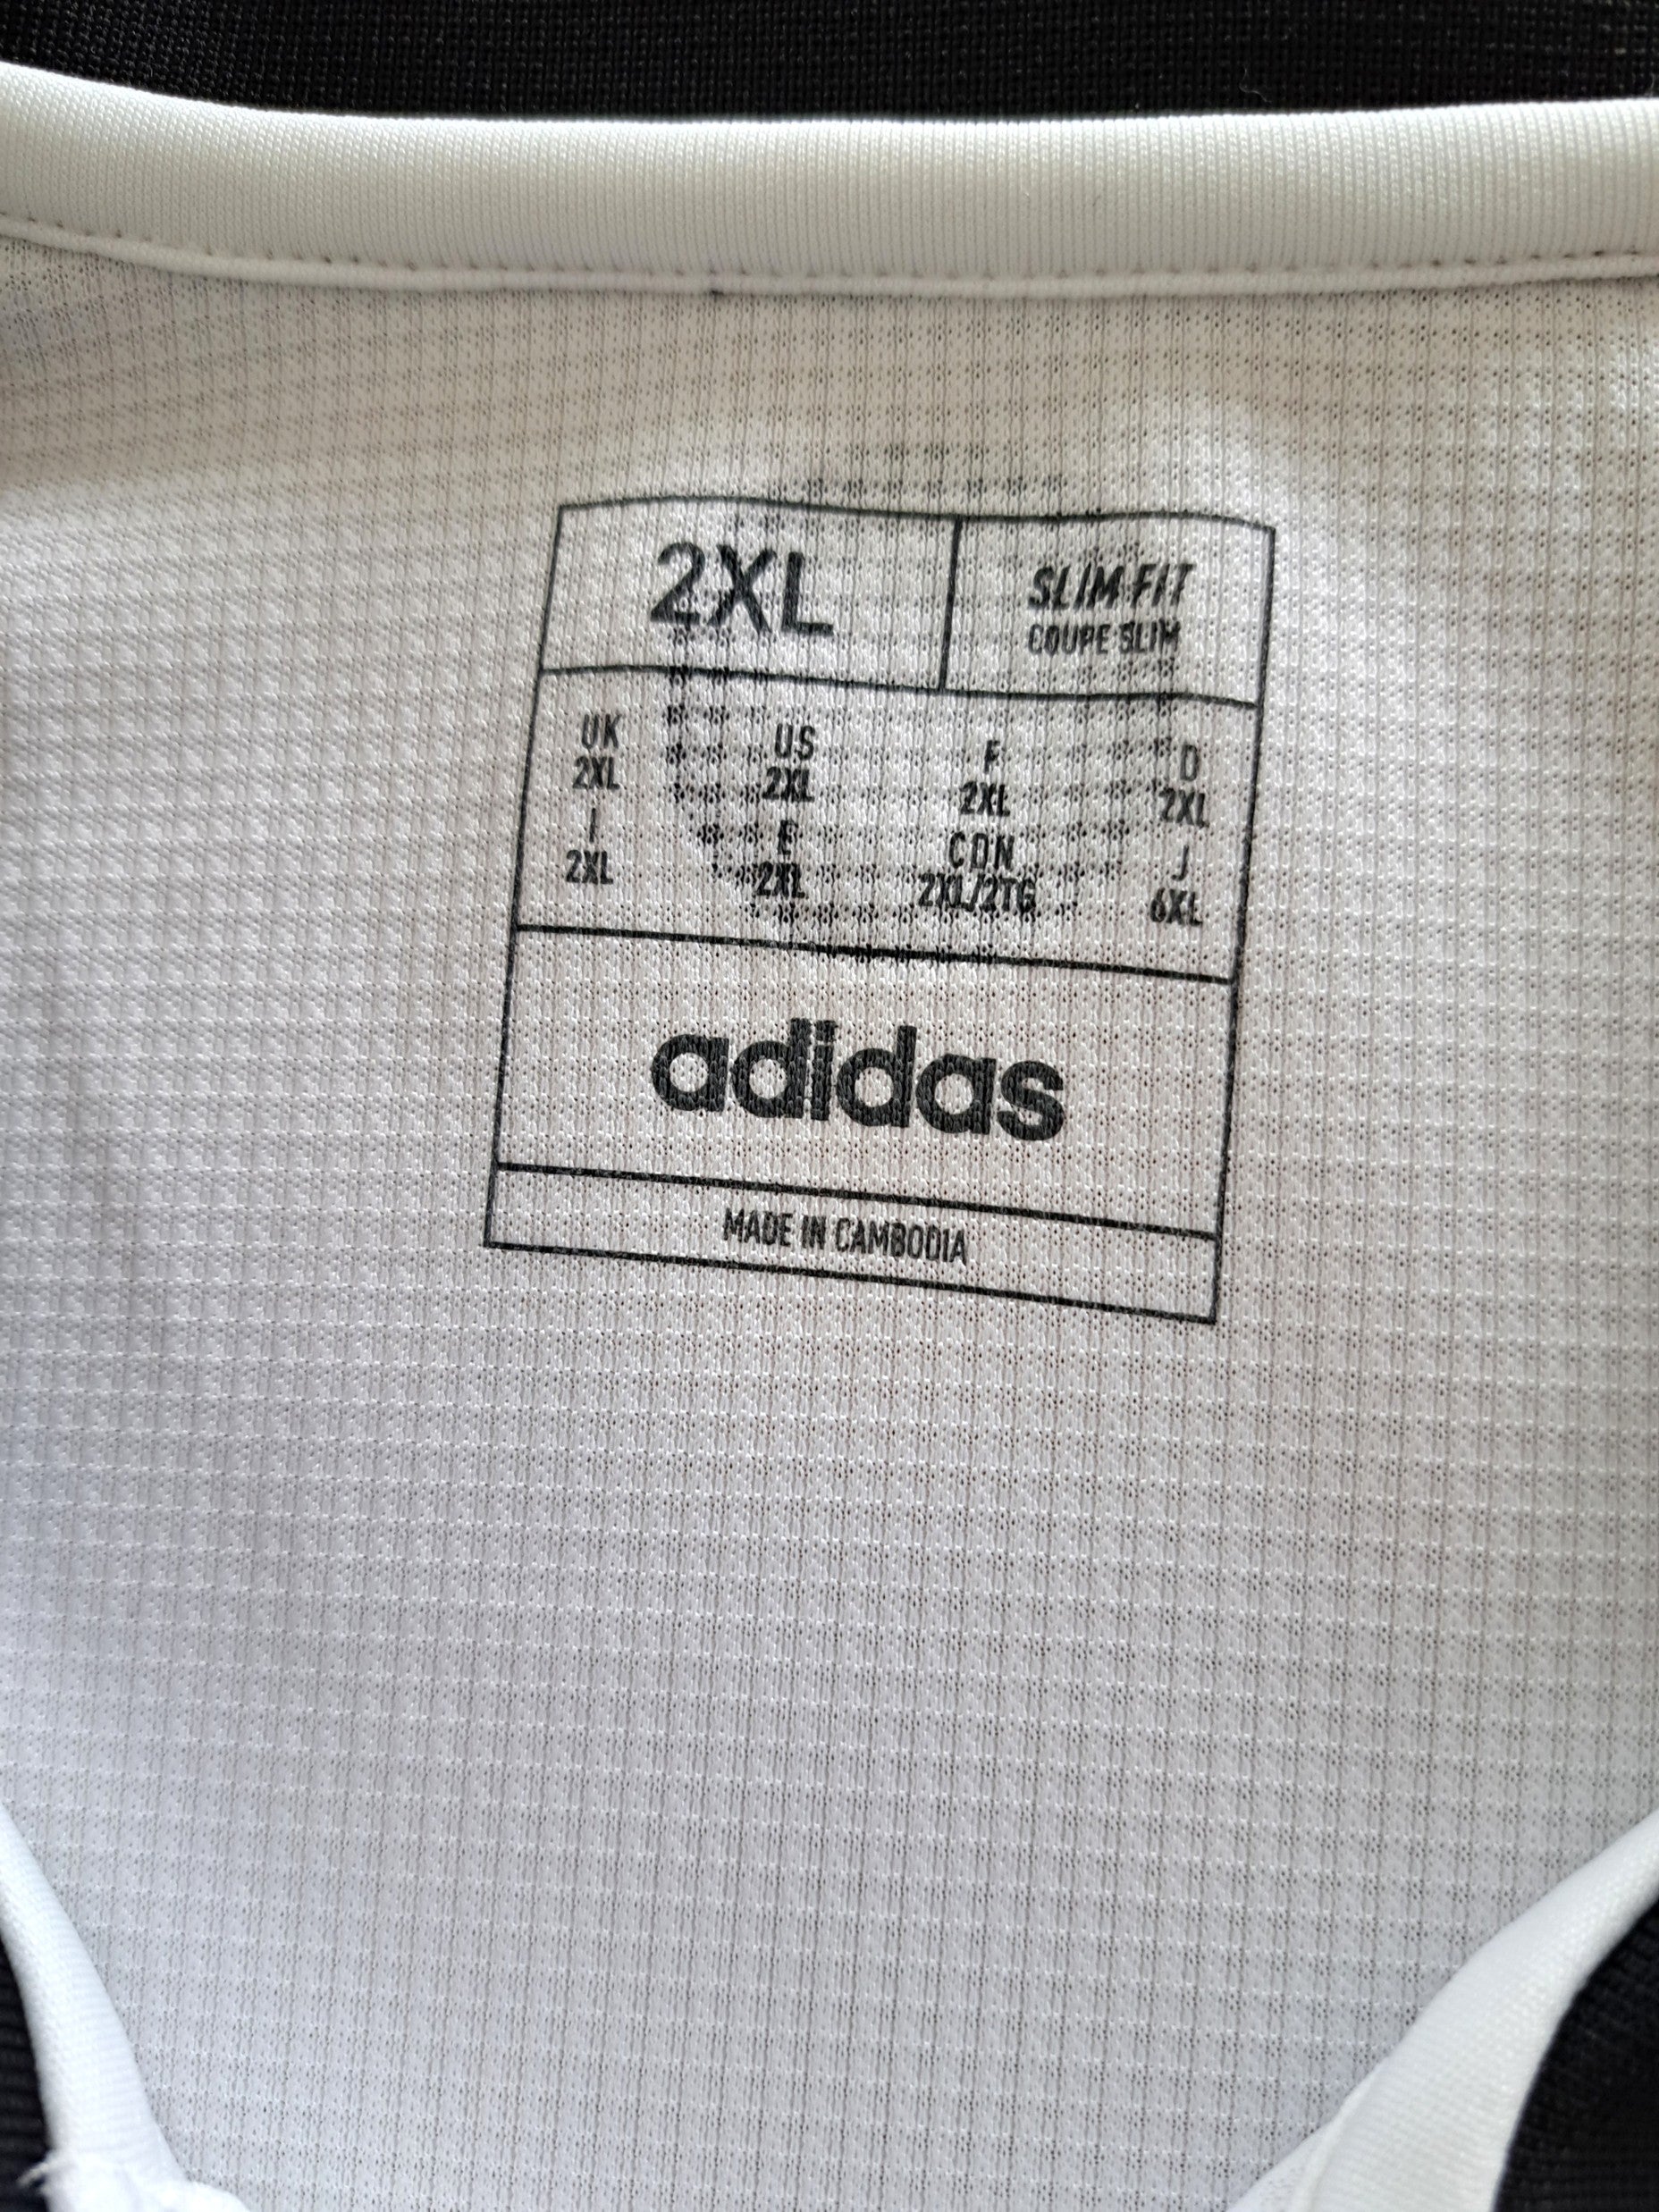 2XL
SLIM FIT
COUPE SLIM
UK US F D
2XL 2XL 2XL 2XL
I E CDN J
2XL 2XL 2XL/2TG 6XL
adidas
MADE IN CAMBODIA